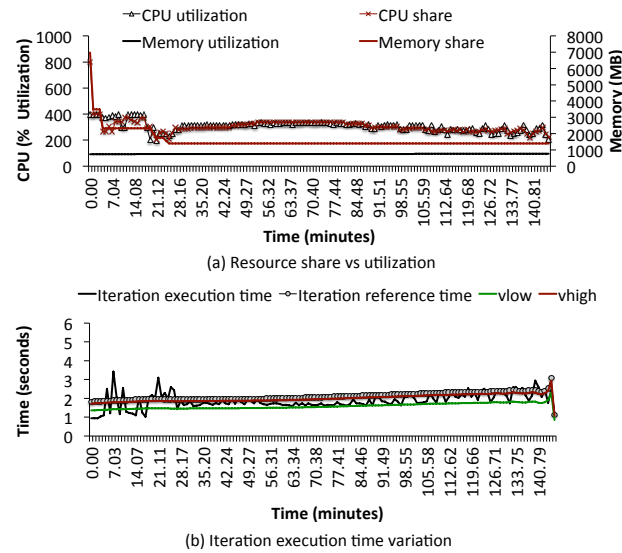 CPU utilization CPU share
Memory utilization Memory share
CPU (% Utilization)
1000
800
600
400
200
0
8000
7000
6000
5000
4000
3000
2000
1000
0
Memory (MB)
0.00 7.04 14.08 21.12 28.16 35.20 42.24 49.27 56.32 63.37 70.40 77.44 84.48 91.51 98.55 105.59 112.64 119.68 126.72 133.77 140.81
Time (minutes)
(a) Resource share vs utilization
Iteration execution time Iteration reference time vlow vhigh
Time (seconds)
6
5
4
3
2
1
0
0.00 7.03 14.07 21.11 28.17 35.20 42.24 49.27 56.31 63.34 70.38 77.41 84.46 91.49 98.55 105.58 112.62 119.66 126.71 133.75 140.79
Time (minutes)
(b) Iteration execution time variation